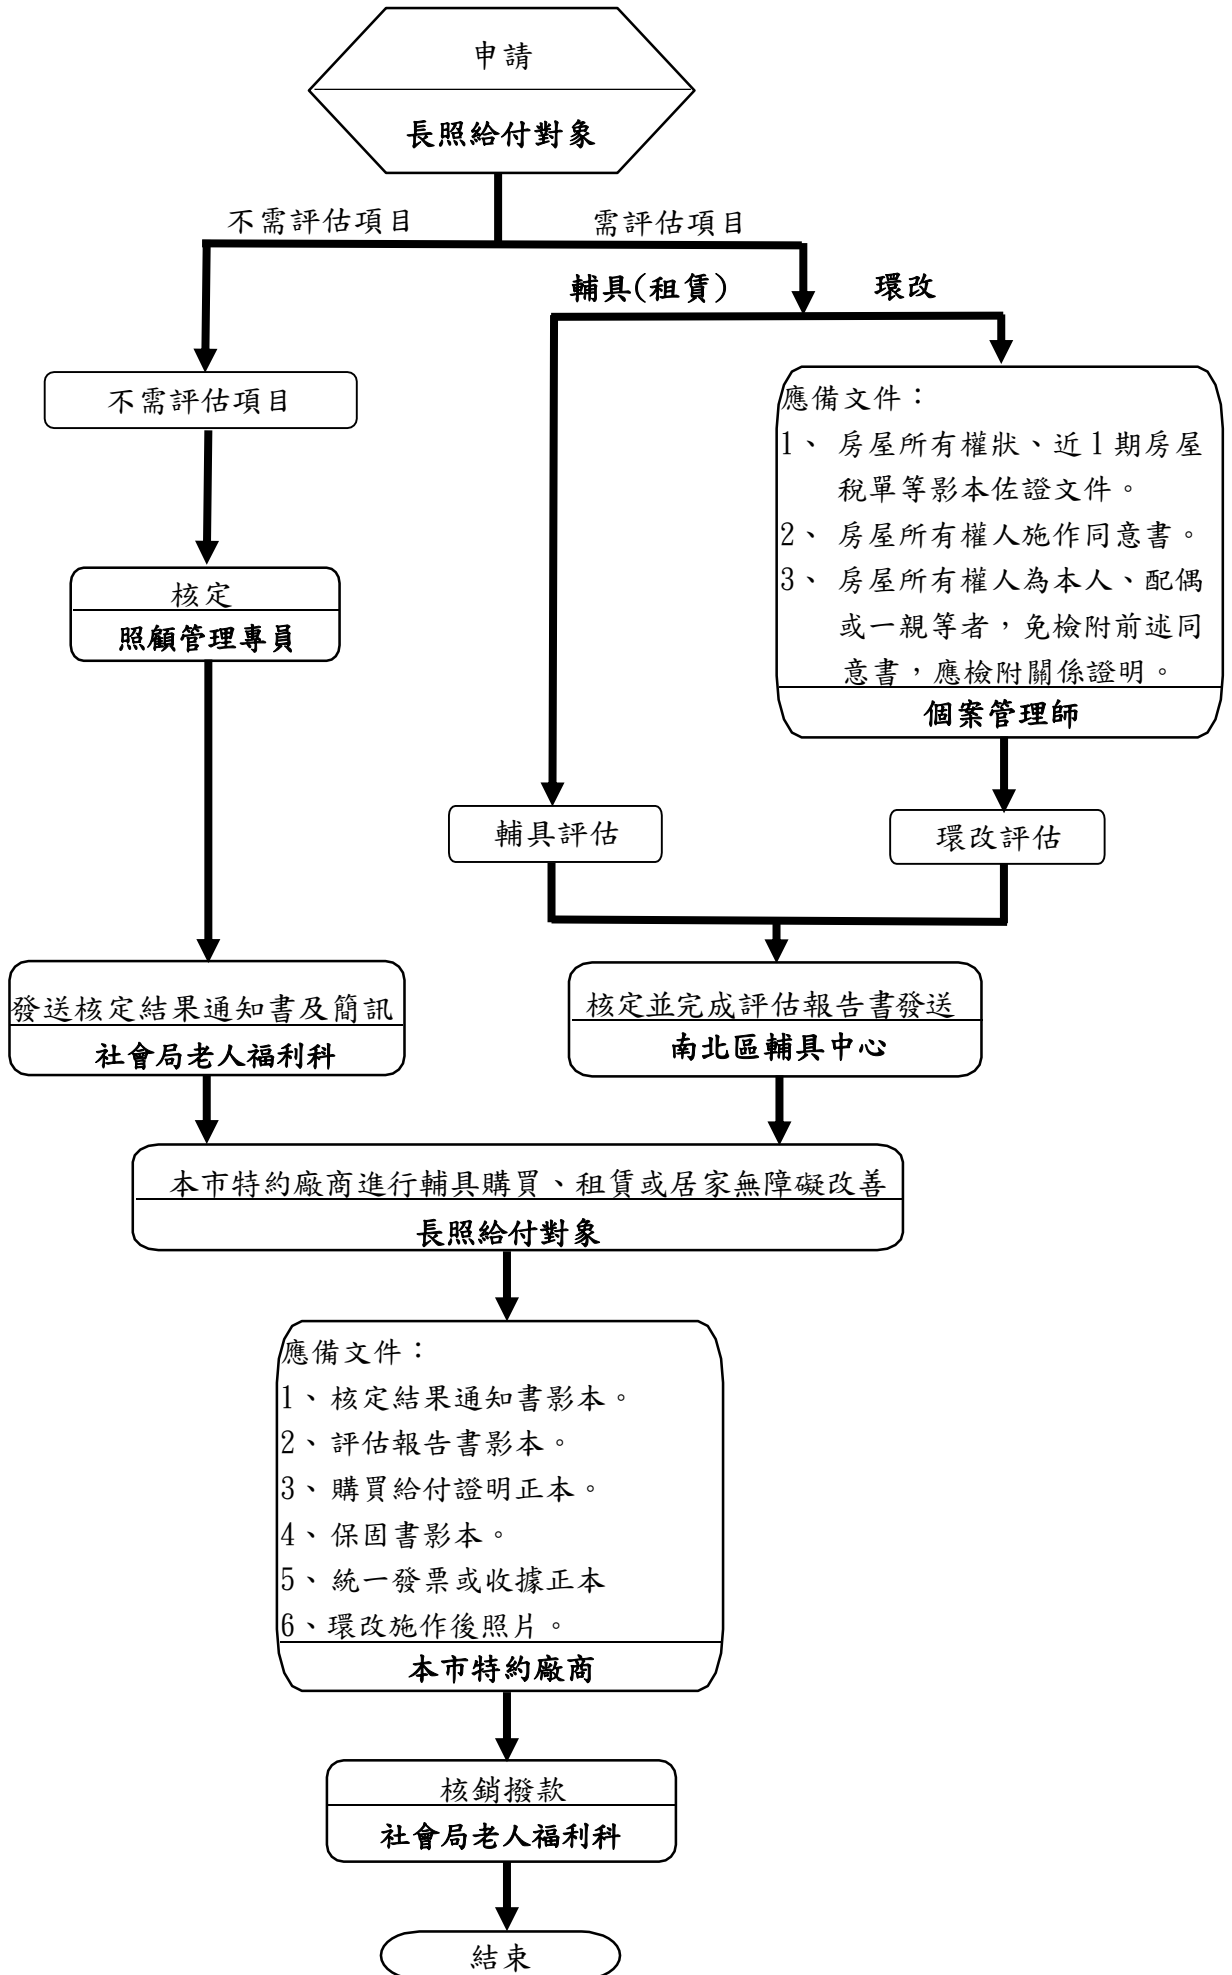 申請
長照給付對象
不需評估項目
需評估項目
輔具(租賃)
環改
不需評估項目
應備文件：
1、 房屋所有權狀、近1期房屋
稅單等影本佐證文件。
2、 房屋所有權人施作同意書。
3、 房屋所有權人為本人、配偶
或一親等者，免檢附前述同
意書，應檢附關係證明。
個案管理師
核定
照顧管理專員
輔具評估
環改評估
發送核定結果通知書及簡訊
社會局老人福利科
核定並完成評估報告書發送
南北區輔具中心
本市特約廠商進行輔具購買、租賃或居家無障礙改善
長照給付對象
應備文件：
1、核定結果通知書影本。
2、評估報告書影本。
3、購買給付證明正本。
4、保固書影本。
5、統一發票或收據正本
6、環改施作後照片。
本市特約廠商
核銷撥款
社會局老人福利科
結束